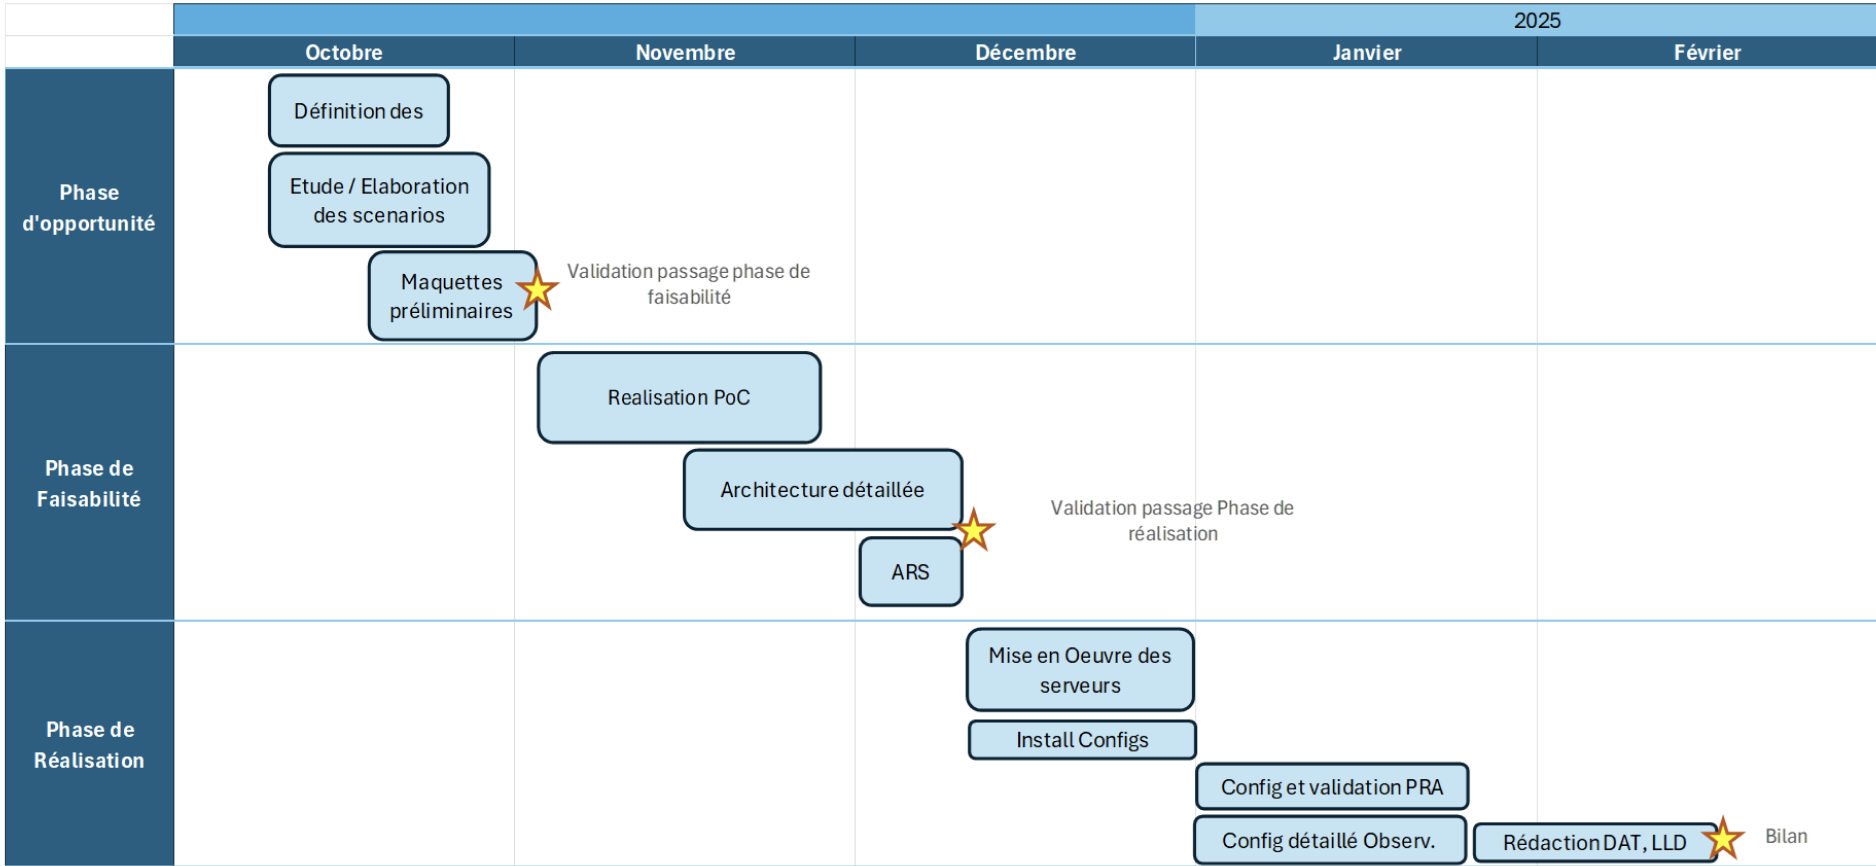 2025
Octobre
Novembre
Décembre
Janvier
Février
Phase
d'opportunité
Définition des
Etude / Elaboration
des scenarios
Maquettes
préliminaires
Validation passage phase de
faisabilité
Phase de
Faisabilité
Realisation PoC
Architecture détaillée
ARS
Validation passage Phase de
réalisation
Phase de
Réalisation
Mise en Oeuvre des
serveurs
Install Configs
Config et validation PRA
Config détaillé Observ.
Rédaction DAT, LLD
Bilan